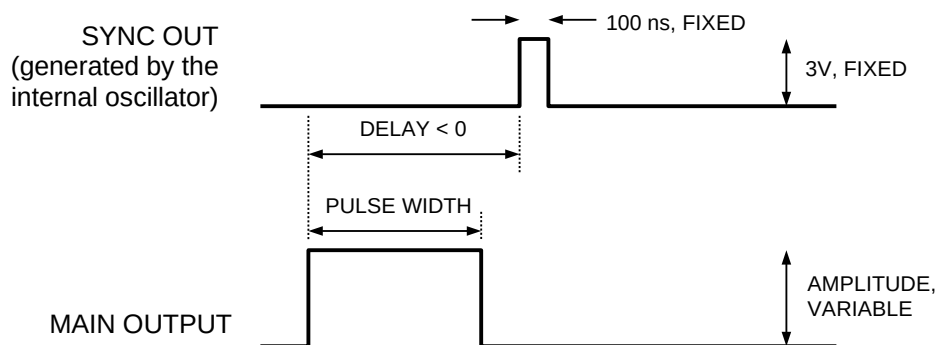 SYNC OUT
(generated by the
internal oscillator)
100 ns, FIXED
3V, FIXED
DELAY < 0
PULSE WIDTH
MAIN OUTPUT
AMPLITUDE,
VARIABLE